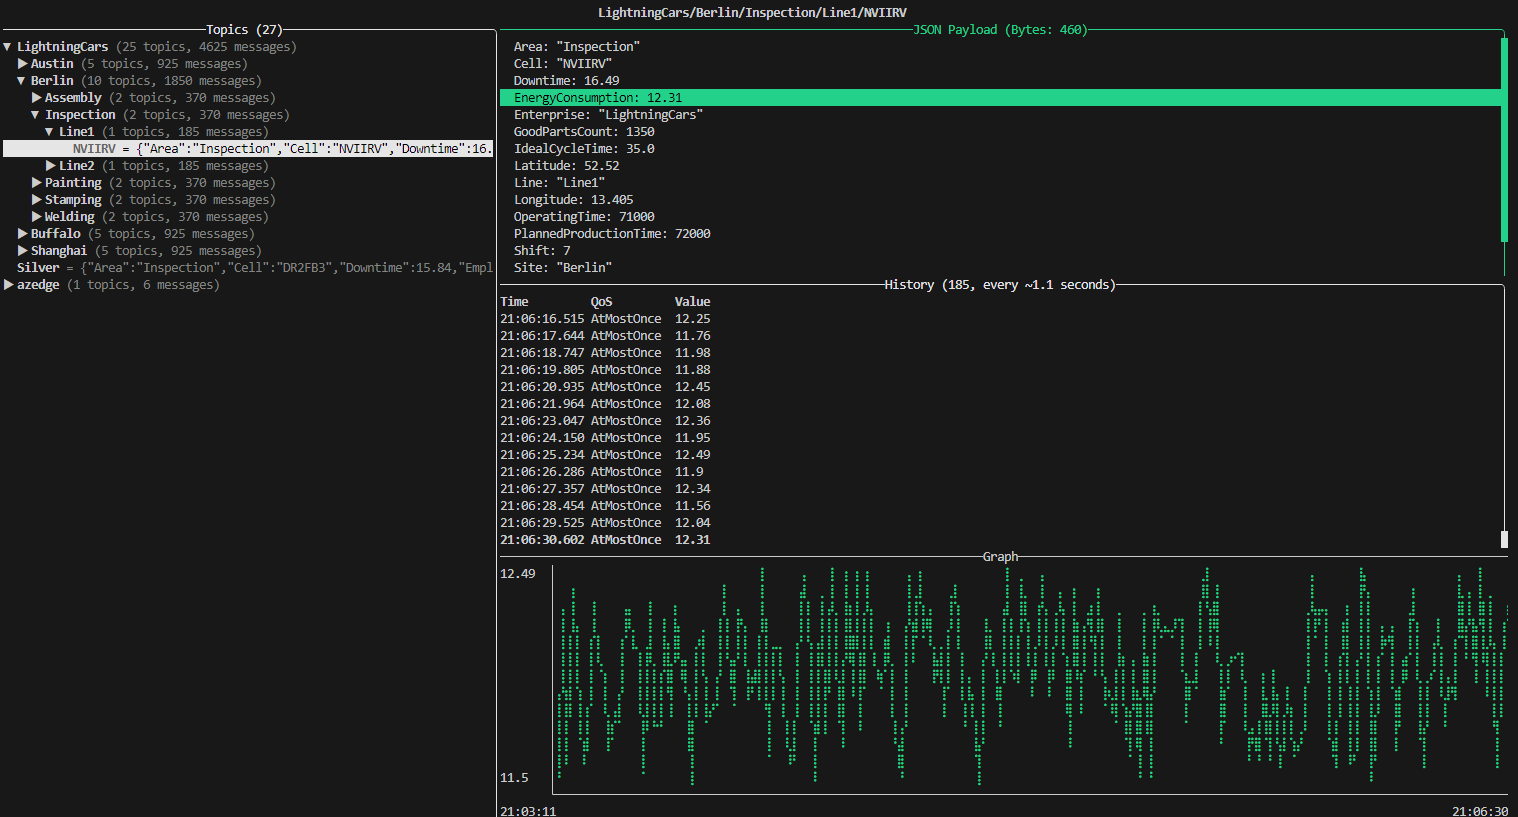 LightningCars/Berlin/Inspection/Line1/NVIIRV
Topics (27)
▼ LightningCars (25 topics, 4625 messages)
▶ Austin (5 topics, 925 messages)
▼ Berlin (10 topics, 1850 messages)
▶ Assembly (2 topics, 370 messages)
▼ Inspection (2 topics, 370 messages)
▼ Line1 (1 topics, 185 messages)
NVIIRV = {"Area":"Inspection","Cell":"NVIIRV","Downtime":16.
▶ Line2 (1 topics, 185 messages)
▶ Painting (2 topics, 370 messages)
▶ Stamping (2 topics, 370 messages)
▶ Welding (2 topics, 370 messages)
▶ Buffalo (5 topics, 925 messages)
▶ Shanghai (5 topics, 925 messages)
Silver = {"Area":"Inspection","Cell":"DR2FB3","Downtime":15.84,"Empl
▶ azedge (1 topics, 6 messages)
JSON Payload (Bytes: 460)
Area: "Inspection"
Cell: "NVIIRV"
Downtime: 16.49
EnergyConsumption: 12.31
Enterprise: "LightningCars"
GoodPartsCount: 1350
IdealCycleTime: 35.0
Latitude: 52.52
Line: "Line1"
Longitude: 13.405
OperatingTime: 71000
PlannedProductionTime: 72000
Shift: 7
Site: "Berlin"
History (185, every ~1.1 seconds)
Time QoS Value
21:06:16.515 AtMostOnce 12.25
21:06:17.644 AtMostOnce 11.76
21:06:18.747 AtMostOnce 11.98
21:06:19.805 AtMostOnce 11.88
21:06:20.935 AtMostOnce 12.45
21:06:21.964 AtMostOnce 12.08
21:06:23.047 AtMostOnce 12.36
21:06:24.150 AtMostOnce 11.95
21:06:25.234 AtMostOnce 12.49
21:06:26.286 AtMostOnce 11.9
21:06:27.357 AtMostOnce 12.34
21:06:28.454 AtMostOnce 11.56
21:06:29.525 AtMostOnce 12.04
21:06:30.602 AtMostOnce 12.31
Graph
12.49
11.5
21:03:11 21:06:30